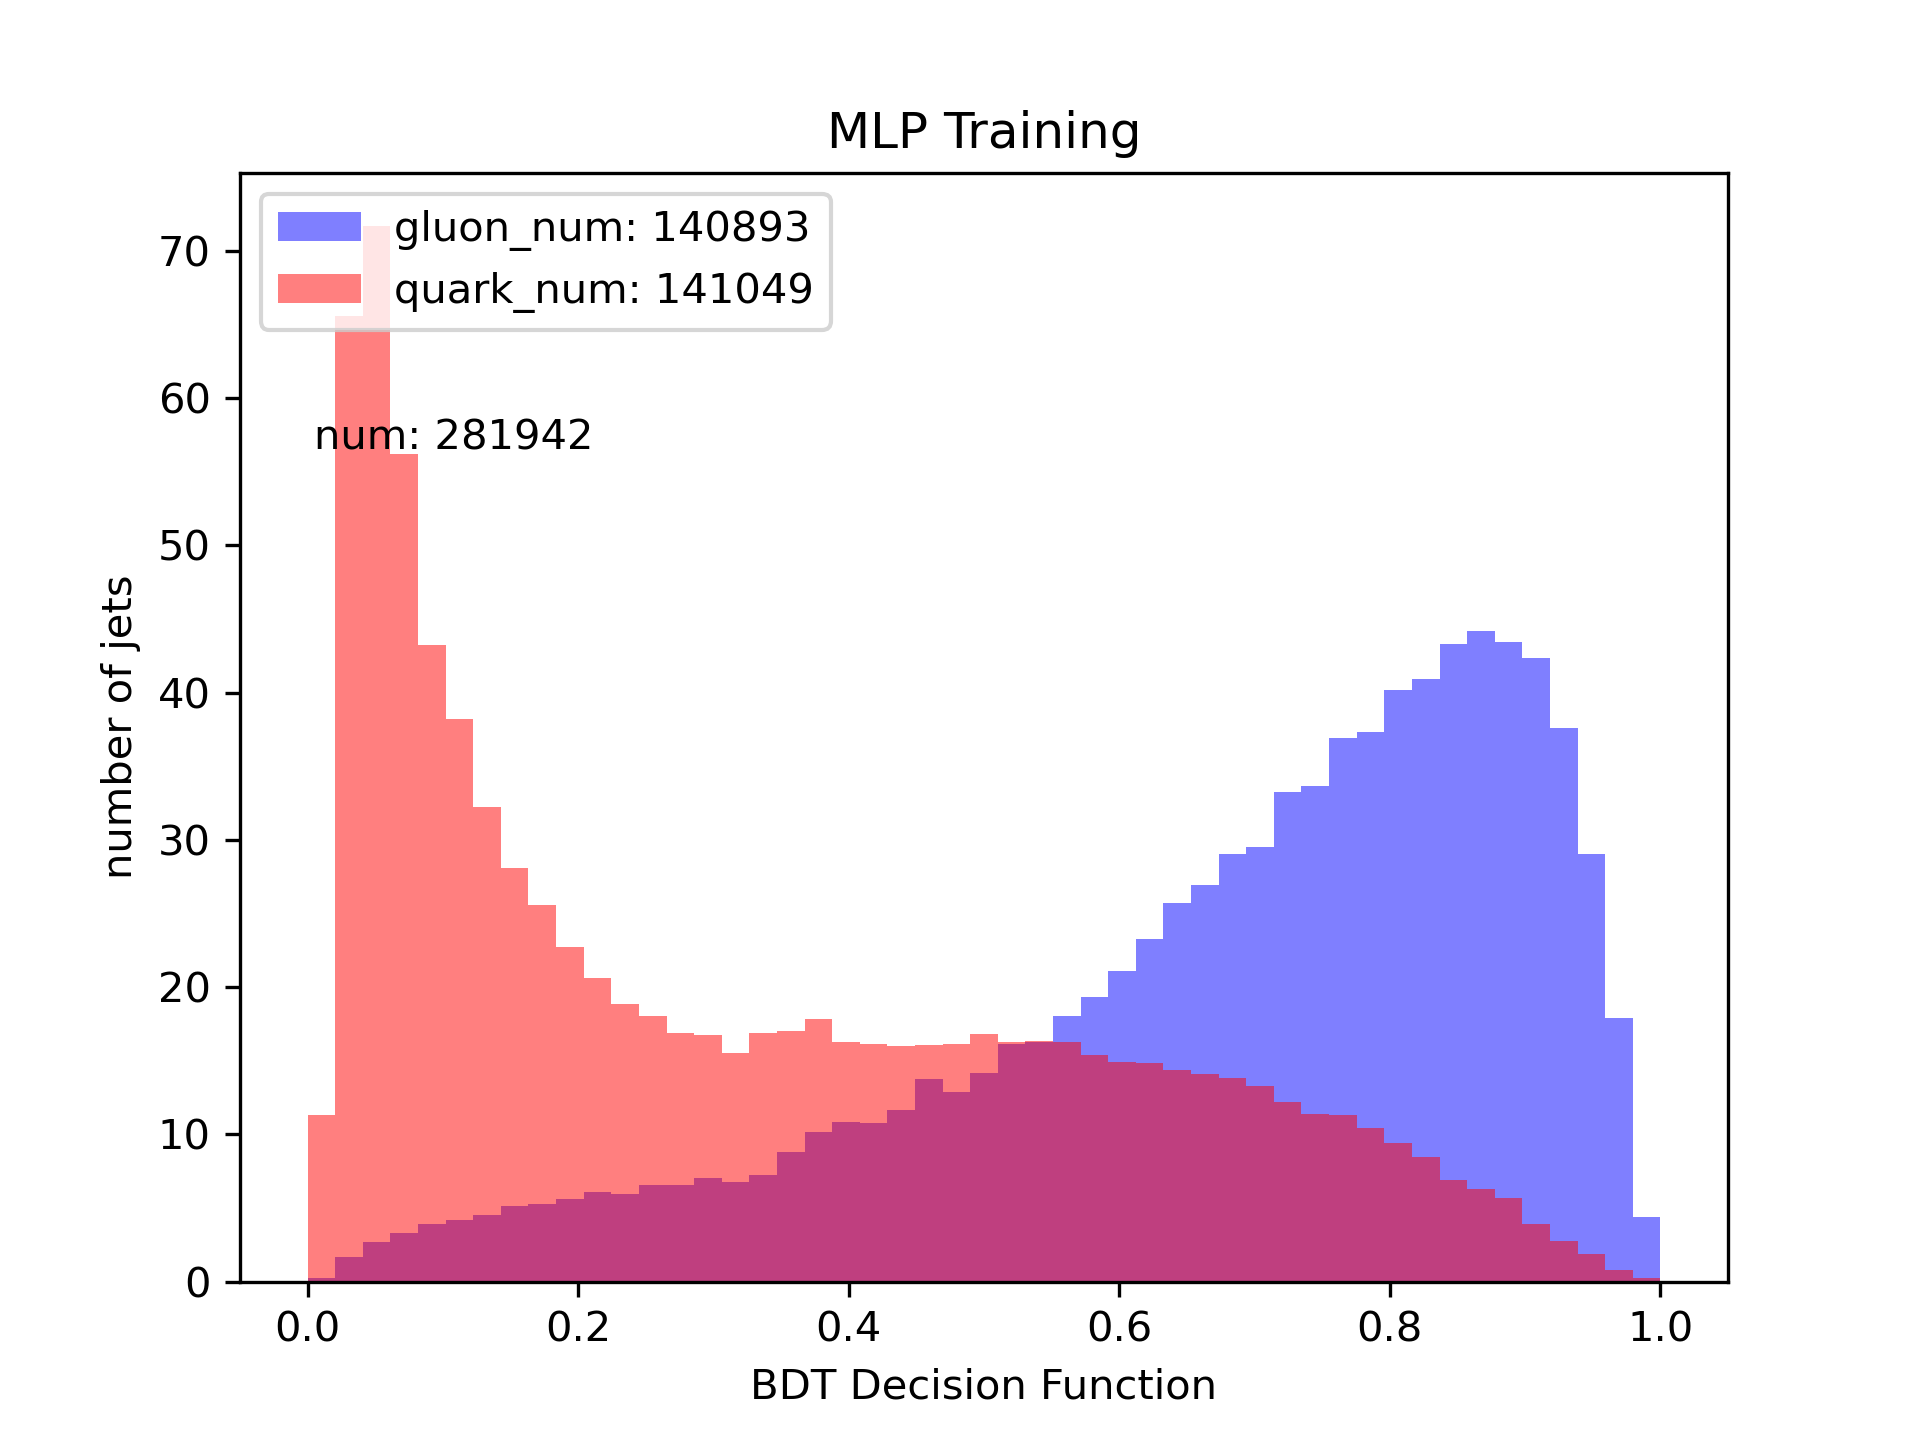 MLP Training
gluon_num: 140893
quark_num: 141049
num: 281942
number of jets
70
60
50
40
30
20
10
0
0.0 0.2 0.4 0.6 0.8 1.0
BDT Decision Function